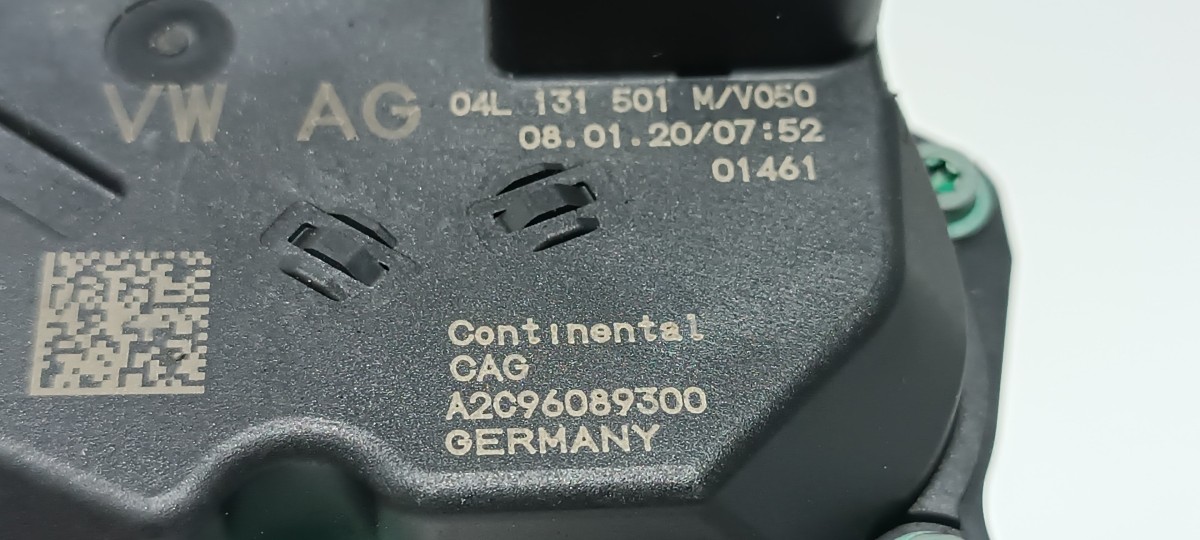 VW AG 04L 131 501 M/V050
08.01.20/07:52
01461
Continental
CAG
A2C96089300
GERMANY